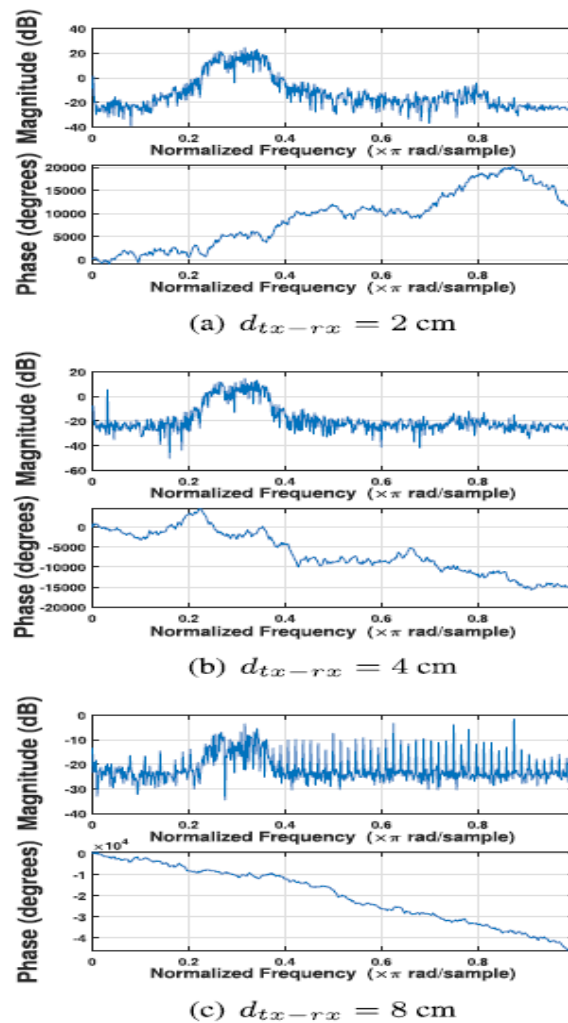 40
20
0
-20
-40
Magnitude (dB)
0 0.2 0.4 0.6 0.8
Normalized Frequency (×π rad/sample)
20000
15000
10000
5000
0
Phase (degrees)
0 0.2 0.4 0.6 0.8
Normalized Frequency (×π rad/sample)
(a) d_{tx−rx} = 2 cm
20
0
-20
-40
-60
Magnitude (dB)
0 0.2 0.4 0.6 0.8
Normalized Frequency (×π rad/sample)
0
-5000
-10000
-15000
-20000
Phase (degrees)
0 0.2 0.4 0.6 0.8
Normalized Frequency (×π rad/sample)
(b) d_{tx−rx} = 4 cm
0
-10
-20
-30
-40
Magnitude (dB)
0 0.2 0.4 0.6 0.8
Normalized Frequency (×π rad/sample)
×10^4
0
-1
-2
-3
-4
Phase (degrees)
0 0.2 0.4 0.6 0.8
Normalized Frequency (×π rad/sample)
(c) d_{tx−rx} = 8 cm